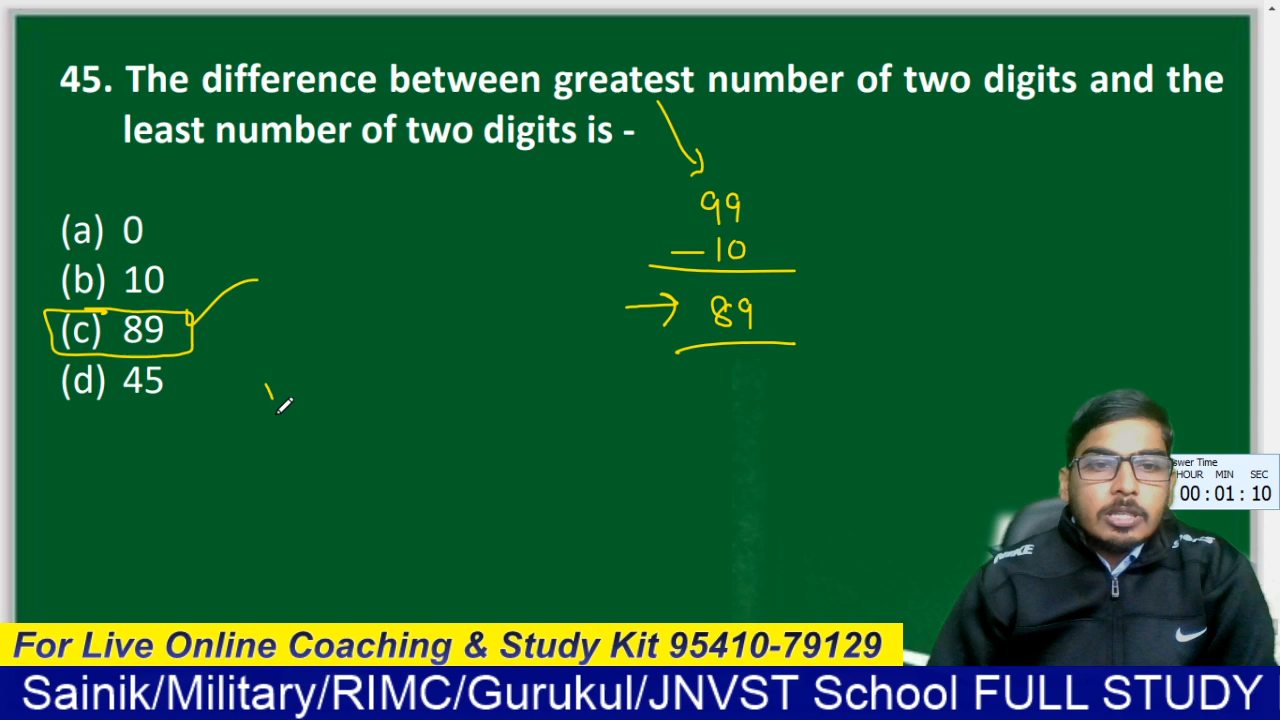 45. The difference between greatest number of two digits and the
least number of two digits is -
99
— 10
→ 89
(a) 0
(b) 10
(c) 89
(d) 45
swer Time
HOUR MIN SEC
00 : 01 : 10
For Live Online Coaching & Study Kit 95410-79129
Sainik/Military/RIMC/Gurukul/JNVST School FULL STUDY